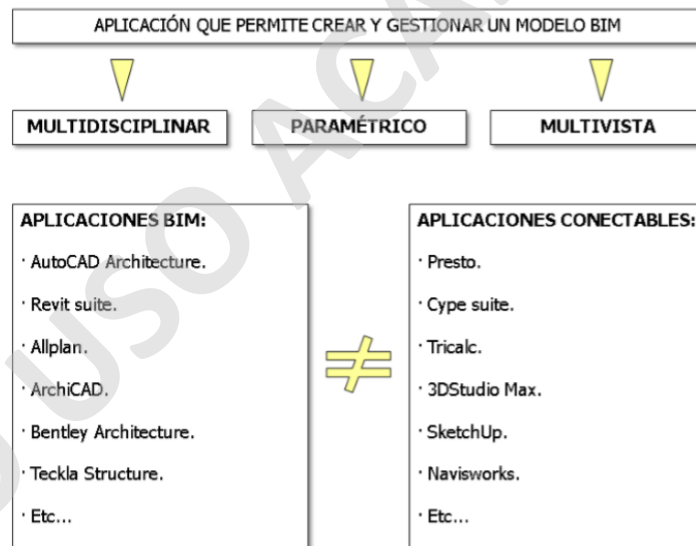 APLICACIÓN QUE PERMITE CREAR Y GESTIONAR UN MODELO BIM
MULTIDISCIPLINAR
PARAMÉTRICO
MULTIVISTA
APLICACIONES BIM:
· AutoCAD Architecture.
· Revit suite.
· Allplan.
· ArchiCAD.
· Bentley Architecture.
· Teckla Structure.
· Etc...
≠
APLICACIONES CONECTABLES:
· Presto.
· Cype suite.
· Tricalc.
· 3DStudio Max.
· SketchUp.
· Navisworks.
· Etc...
USO